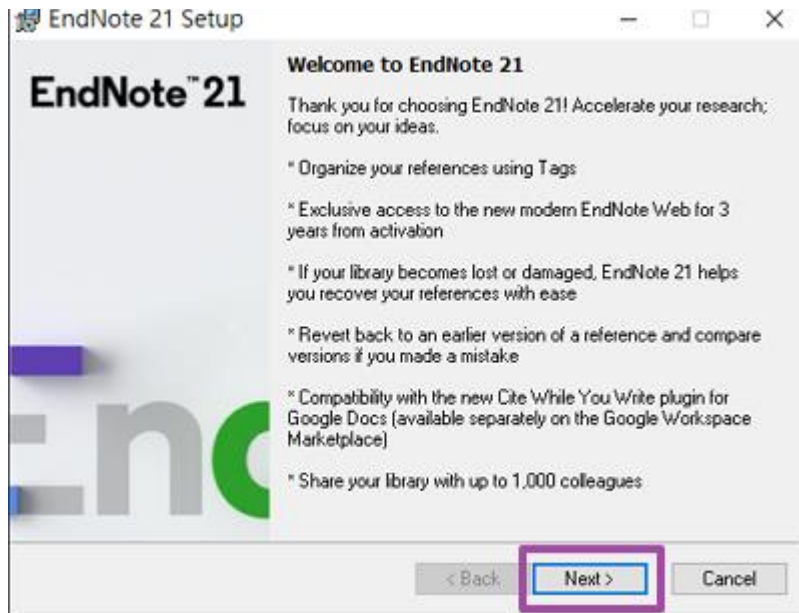 EndNote 21 Setup
EndNote™21
Welcome to EndNote 21
Thank you for choosing EndNote 21! Accelerate your research;
focus on your ideas.
* Organize your references using Tags
* Exclusive access to the new modern EndNote Web for 3
years from activation
* If your library becomes lost or damaged, EndNote 21 helps
you recover your references with ease
* Revert back to an earlier version of a reference and compare
versions if you made a mistake
* Compatibility with the new Cite While You Write plugin for
Google Docs (available separately on the Google Workspace
Marketplace)
* Share your library with up to 1,000 colleagues
< Back
Next >
Cancel